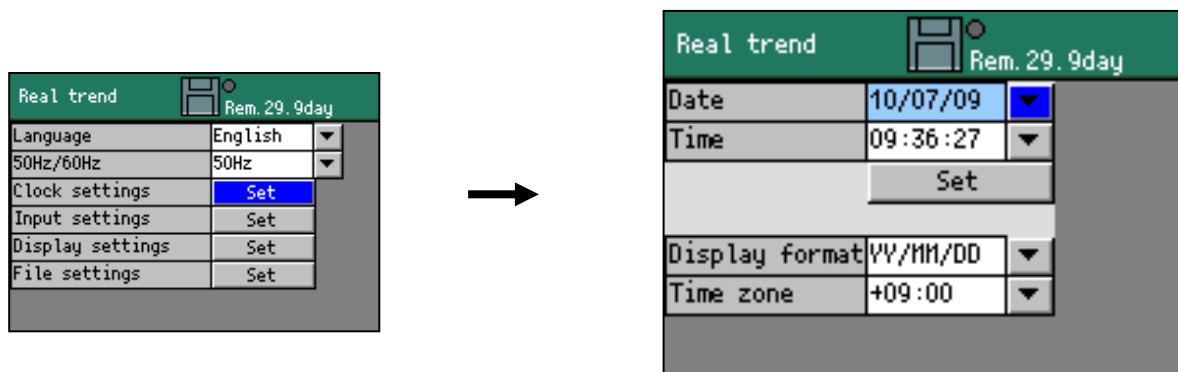 Real trend
Rem.29.9day
Language English
50Hz/60Hz 50Hz
Clock settings Set
Input settings Set
Display settings Set
File settings Set
Real trend
Rem.29.9day
Date 10/07/09
Time 09:36:27
Set
Display format YY/MM/DD
Time zone +09:00